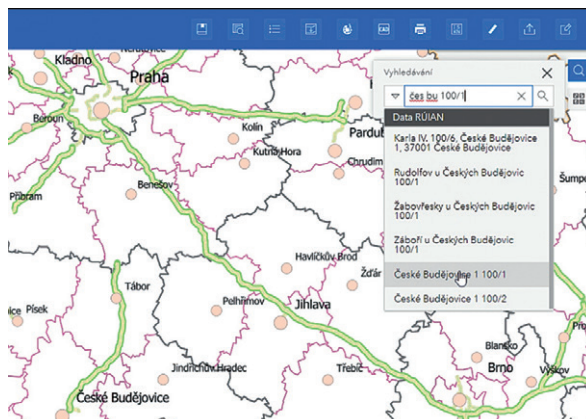 Kladno
Praha
Beroun
Kolín
Kutná Hora
Chrudim
Příbram
Benešov
Havlíčkův Brod
Tábor
Písek
Pelhřimov
Jihlava
Jindřichův Hradec
Třebíč
Blansko
Brno
Vyškov
České Budějovice
Vyhledávání
čes bu 100/1
Data RÚIAN
Karla IV. 100/6, České Budějovice
1, 37001 České Budějovice
Rudolfov u Českých Budějovic
100/1
Žabovřesky u Českých Budějovic
100/1
Záboří u Českých Budějovic
100/1
České Budějovice 1 100/1
České Budějovice 1 100/2